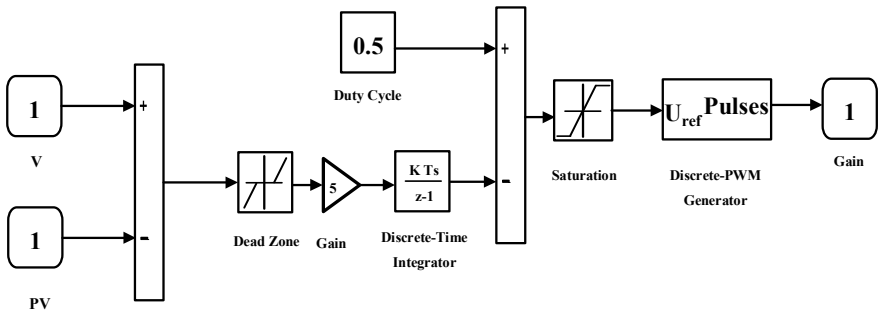 0.5
Duty Cycle
+
-
1
V
+
-
1
PV
Dead Zone
5
Gain
K Ts
z-1
Discrete-Time
Integrator
Saturation
Uref Pulses
Discrete-PWM
Generator
1
Gain